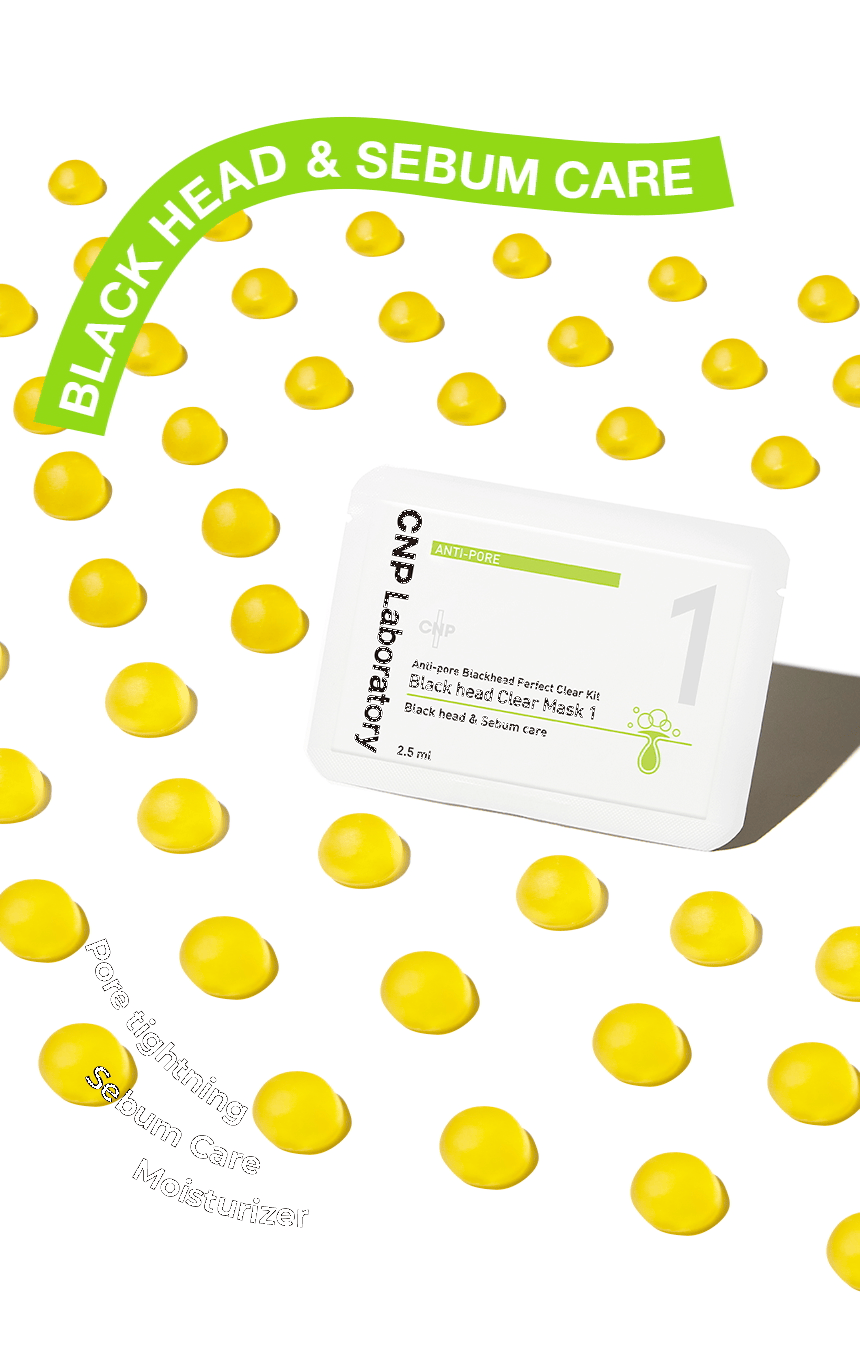 BLACK HEAD & SEBUM CARE
CNP Laboratory
ANTI-PORE
1
CNP
Anti-pore Blackhead Perfect Clear Kit
Black head Clear Mask 1
Black head & Sebum care
2.5 ml
Pore tightning
Sebum Care
Moisturizer